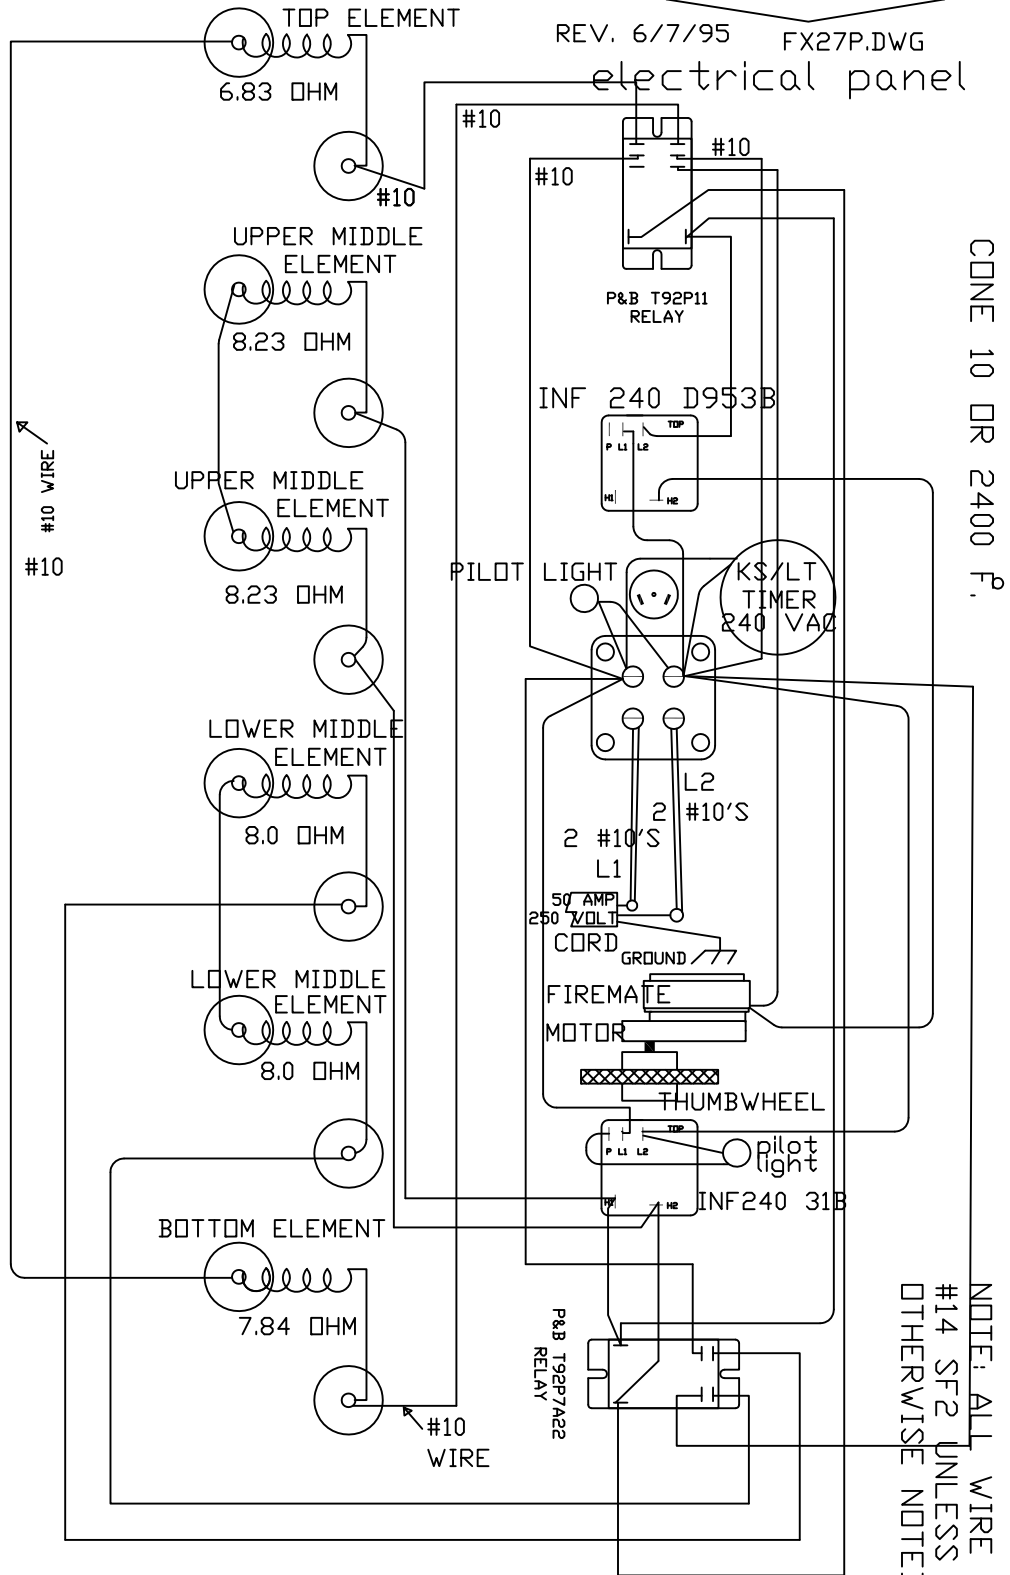 TOP ELEMENT
6.83 OHM
REV. 6/7/95
FX27P.DWG
electrical panel
#10
#10
#10
#10
UPPER MIDDLE
ELEMENT
8.23 OHM
P&B T92P11
RELAY
CONE 10 OR 2400 F°.
INF 240 D953B
TOP
P L1 L2
H1
H2
#10 WIRE
#10
UPPER MIDDLE
ELEMENT
8.23 OHM
PILOT LIGHT
KS/LT
TIMER
240 VAC
LOWER MIDDLE
ELEMENT
8.0 OHM
L2
2 #10'S
2 #10'S
L1
50 AMP
250 VOLT
CORD
GROUND
LOWER MIDDLE
ELEMENT
8.0 OHM
FIREMATE
MOTOR
THUMBWHEEL
TOP
P L1 L2
H1
H2
pilot
light
INF240 31B
BOTTOM ELEMENT
7.84 OHM
P&B T92P7A22
RELAY
#10
WIRE
NOTE: ALL WIRE
#14 SF2 UNLESS
OTHERWISE NOTE